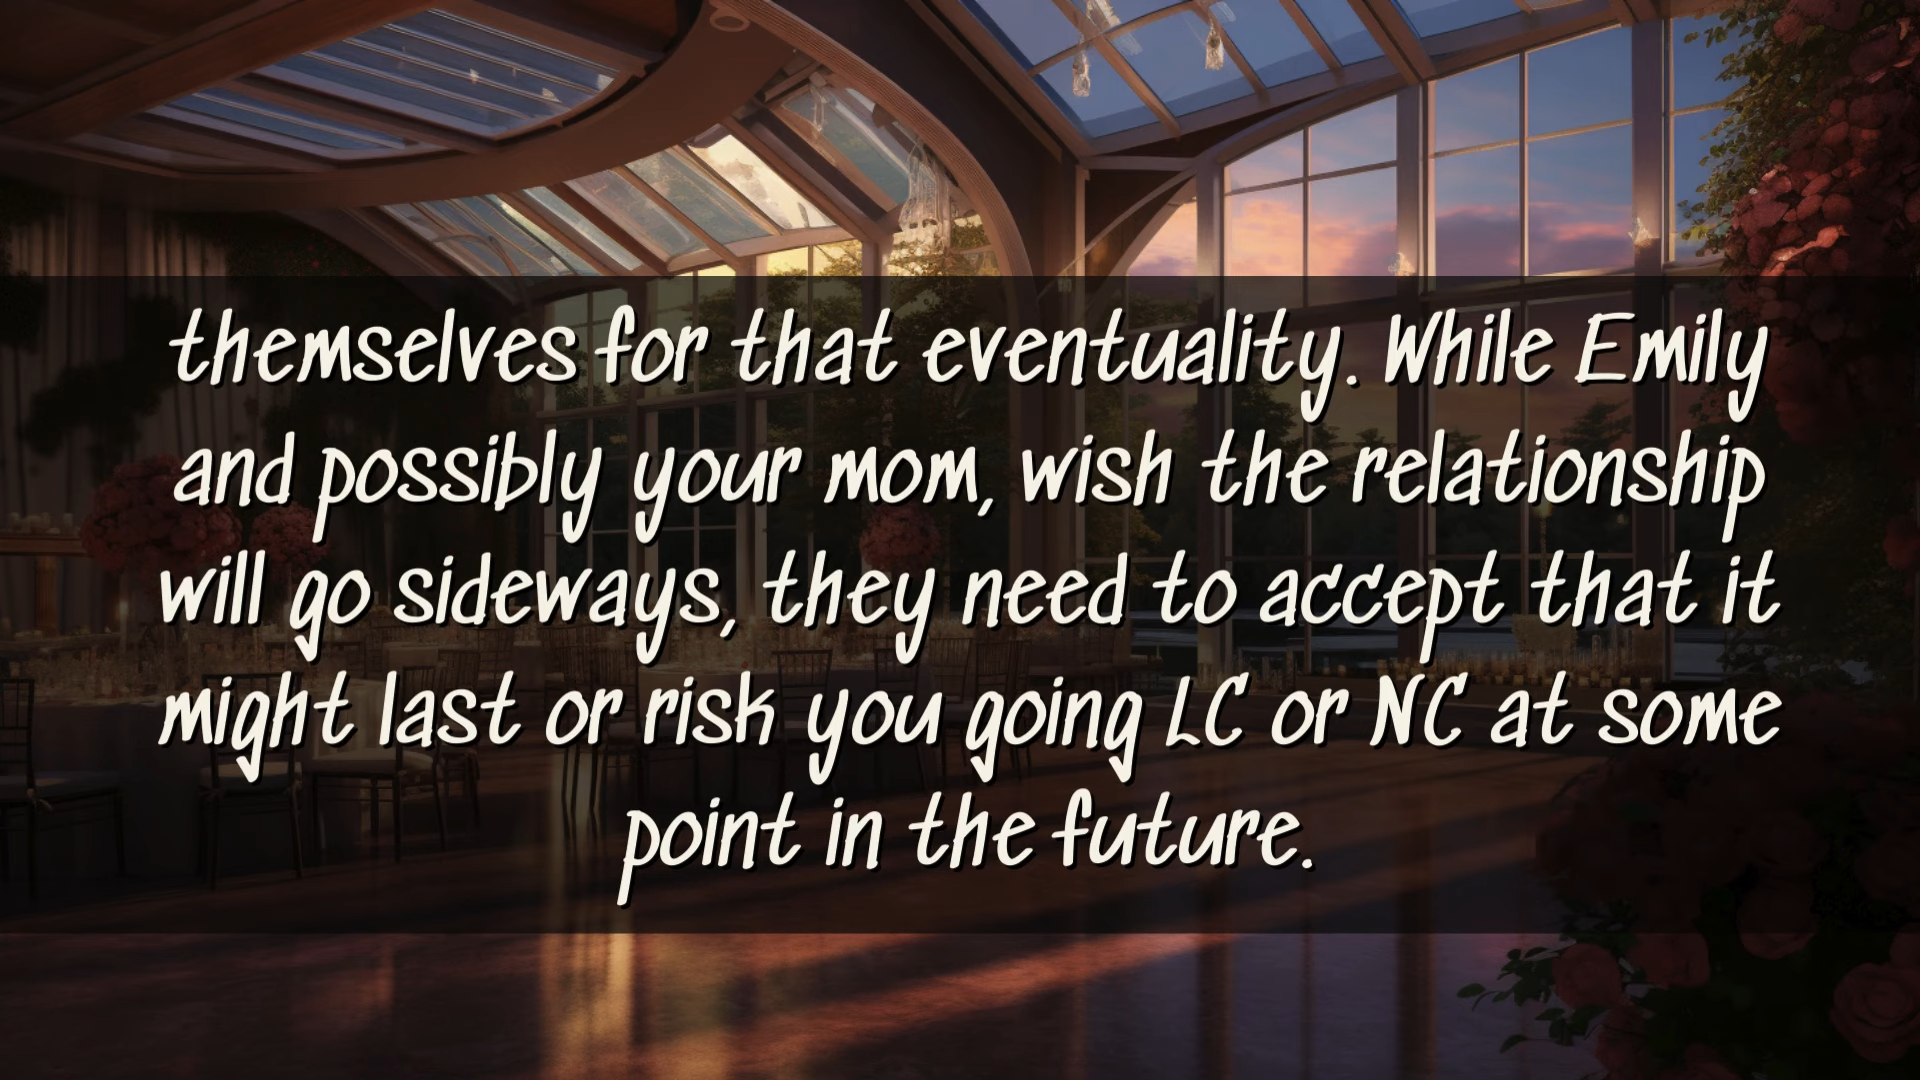 themselves for that eventuality. While Emily
and possibly your mom, wish the relationship
will go sideways, they need to accept that it
might last or risk you going LC or NC at some
point in the future.